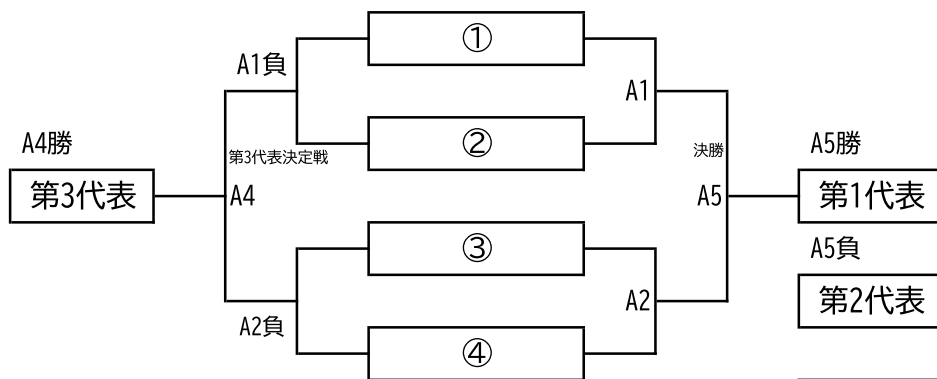 ①
A1負
A1
A4勝
②
A5勝
第3代表決定戦
決勝
第3代表
A4
A5
第1代表
③
A5負
A2
第2代表
A2負
④